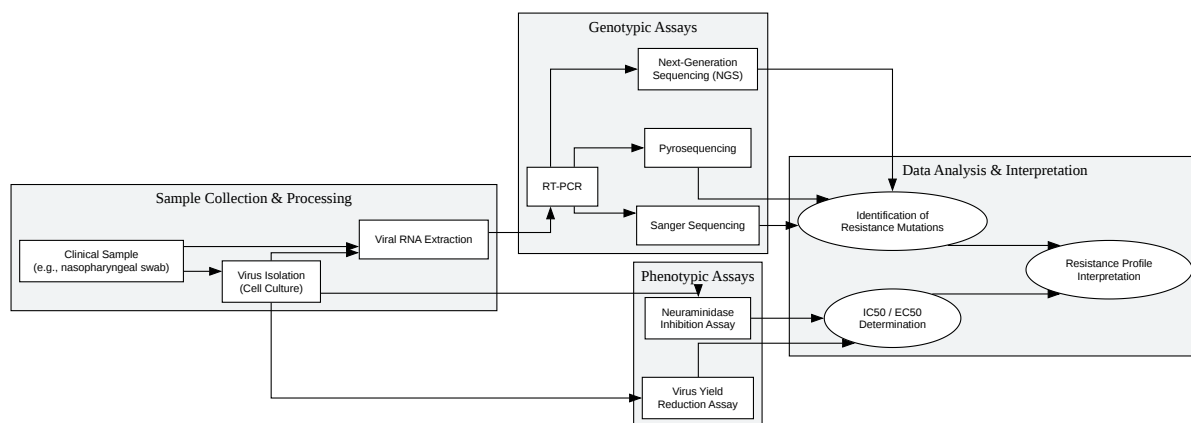 Sample Collection & Processing
Clinical Sample
(e.g., nasopharyngeal swab)
Virus Isolation
(Cell Culture)
Viral RNA Extraction
Genotypic Assays
RT-PCR
Next-Generation
Sequencing (NGS)
Pyrosequencing
Sanger Sequencing
Phenotypic Assays
Neuraminidase
Inhibition Assay
Virus Yield
Reduction Assay
Data Analysis & Interpretation
Identification of
Resistance Mutations
IC50 / EC50
Determination
Resistance Profile
Interpretation